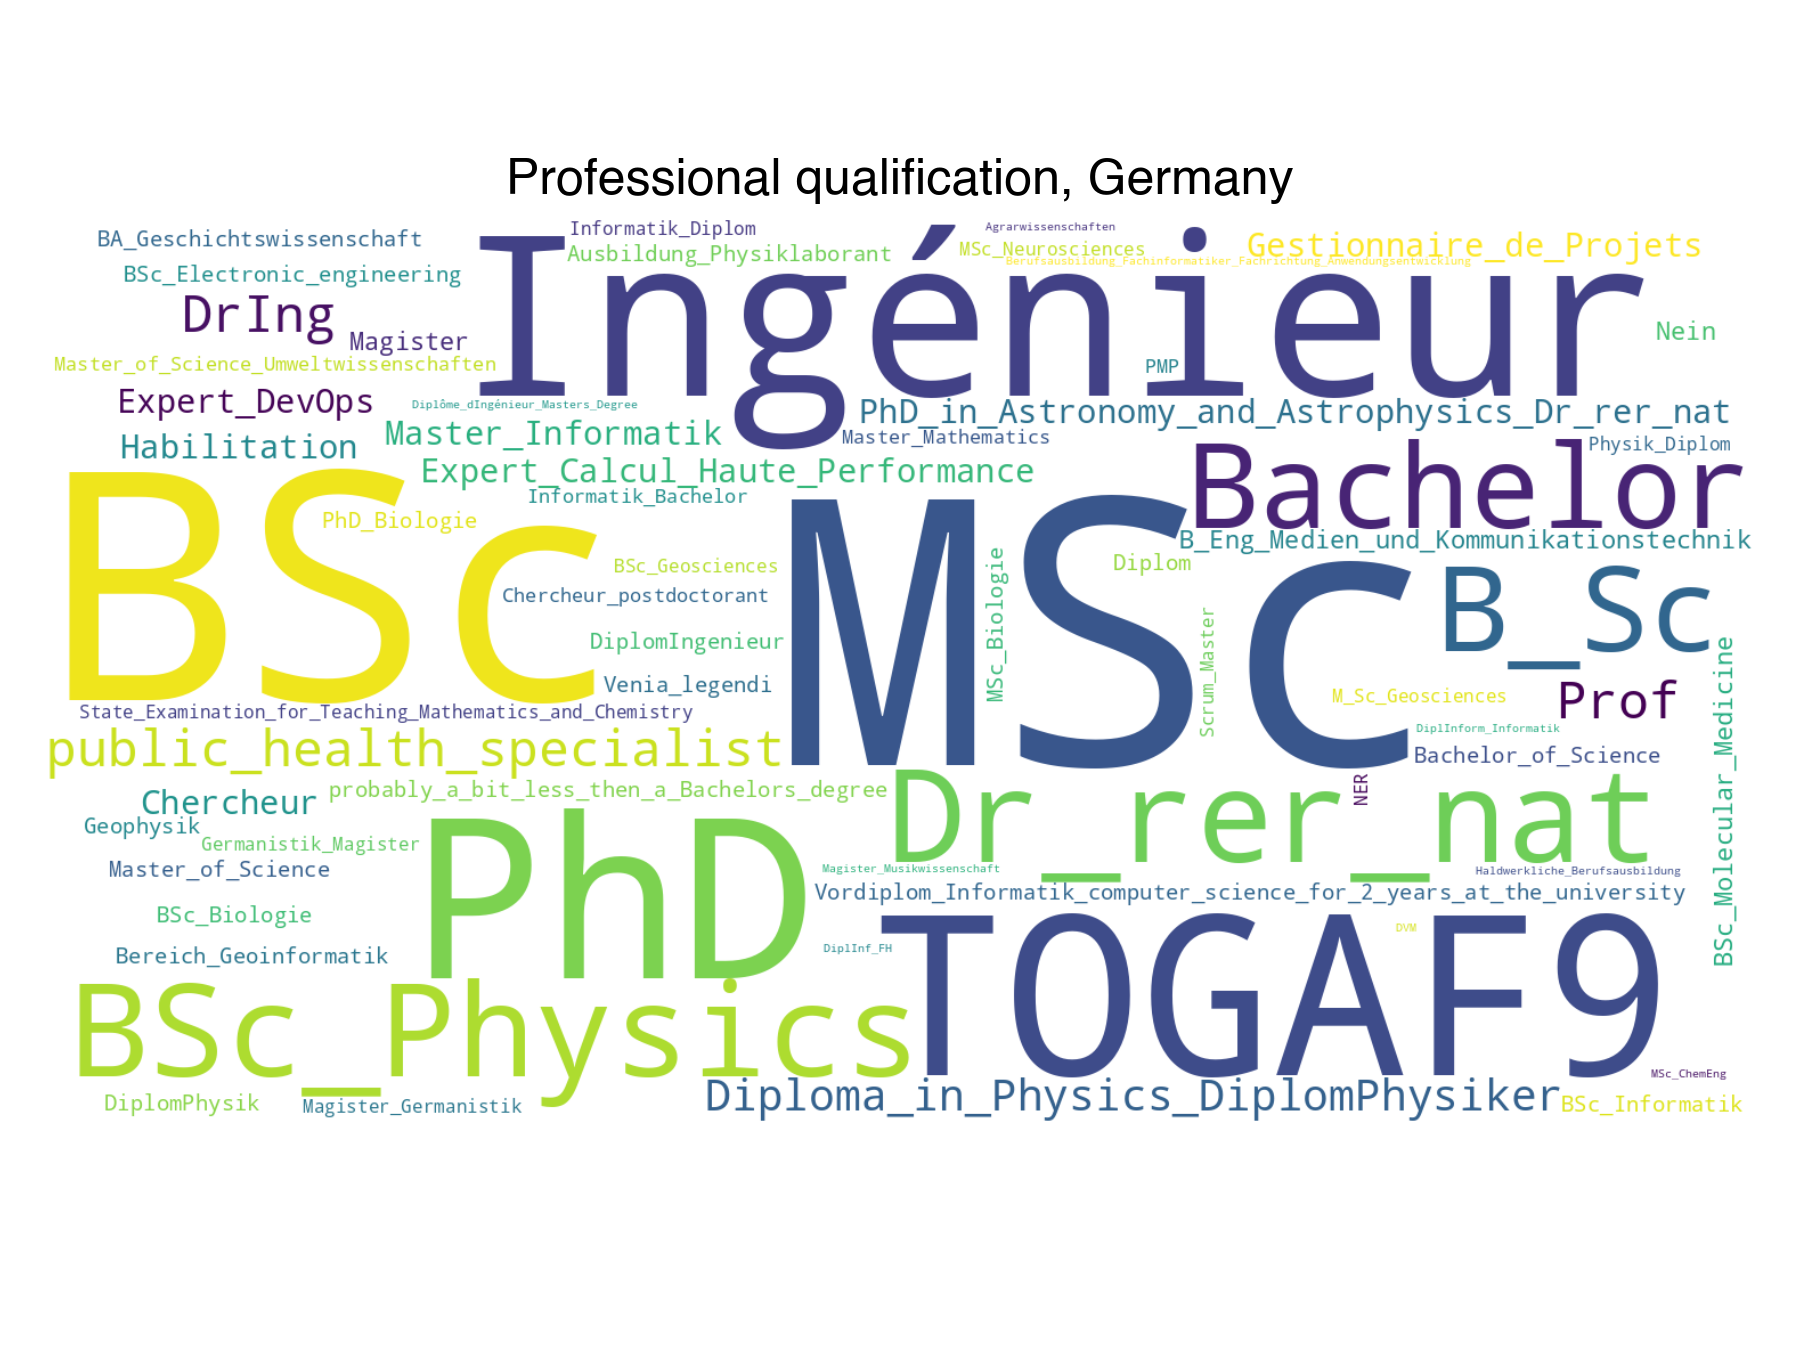 Professional qualification, Germany
BA_Geschichtswissenschaft
Informatik_Diplom
Agrarwissenschaften
Ausbildung_Physiklaborant
MSc_Neurosciences
Gestionnaire_de_Projets
Berufsausbildung_Fachinformatiker_Fachrichtung_Anwendungsentwicklung
BSc_Electronic_engineering
Ingénieur
DrIng
Magister
Nein
Master_of_Science_Umweltwissenschaften
PMP
Expert_DevOps
Diplôme_dIngénieur_Masters_Degree
PhD_in_Astronomy_and_Astrophysics_Dr_rer_nat
Habilitation
Master_Informatik
Master_Mathematics
Physik_Diplom
Expert_Calcul_Haute_Performance
Bachelor
Informatik_Bachelor
BSc
PhD_Biologie
MSc
B_Eng_Medien_und_Kommunikationstechnik
BSc_Geosciences
Diplom
Chercheur_postdoctorant
MSc_Biologie
B_Sc
DiplomIngenieur
Scrum_Master
Venia_legendi
M_Sc_Geosciences
Prof
State_Examination_for_Teaching_Mathematics_and_Chemistry
DiplInform_Informatik
public_health_specialist
Bachelor_of_Science
BSc_Molecular_Medicine
probably_a_bit_less_then_a_Bachelors_degree
NER
Chercheur
Dr_rer_nat
Geophysik
Germanistik_Magister
Master_of_Science
PhD
Magister_Musikwissenschaft
Haldwerkliche_Berufsausbildung
Vordiplom_Informatik_computer_science_for_2_years_at_the_university
BSc_Biologie
DVM
Bereich_Geoinformatik
DiplInf_FH
TOGAF9
BSc_Physics
MSc_ChemEng
DiplomPhysik
Magister_Germanistik
Diploma_in_Physics_DiplomPhysiker
BSc_Informatik